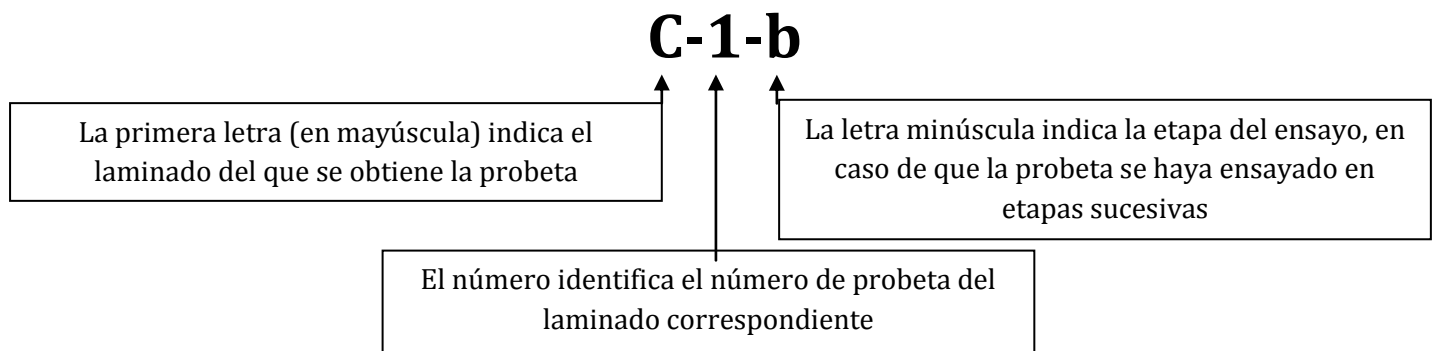 C-1-b
La primera letra (en mayúscula) indica el
laminado del que se obtiene la probeta
La letra minúscula indica la etapa del ensayo, en
caso de que la probeta se haya ensayado en
etapas sucesivas
El número identifica el número de probeta del
laminado correspondiente